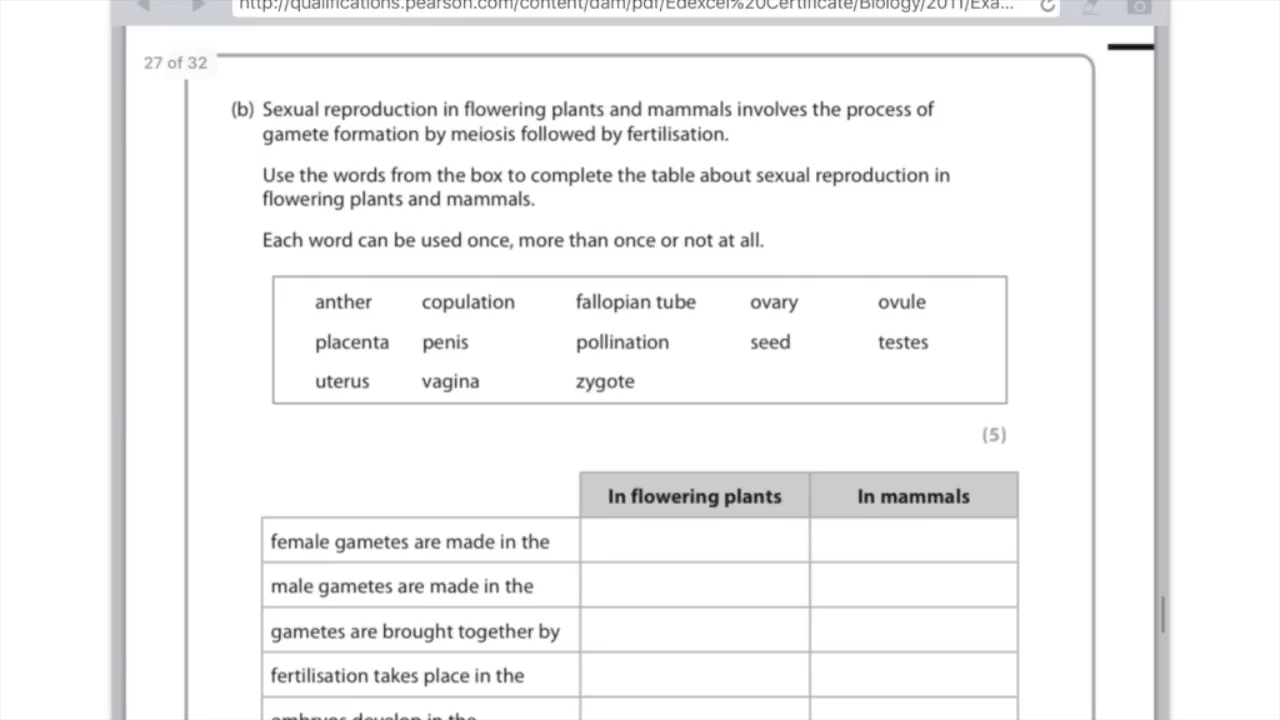 http://qualifications.pearson.com/content/dam/pdf/Edexcel%20Certificate/Biology/2011/Exa...
27 of 32
(b) Sexual reproduction in flowering plants and mammals involves the process of
gamete formation by meiosis followed by fertilisation.
Use the words from the box to complete the table about sexual reproduction in
flowering plants and mammals.
Each word can be used once, more than once or not at all.
anther copulation fallopian tube ovary ovule
placenta penis pollination seed testes
uterus vagina zygote
(5)
In flowering plants In mammals
female gametes are made in the
male gametes are made in the
gametes are brought together by
fertilisation takes place in the
embryos develop in the